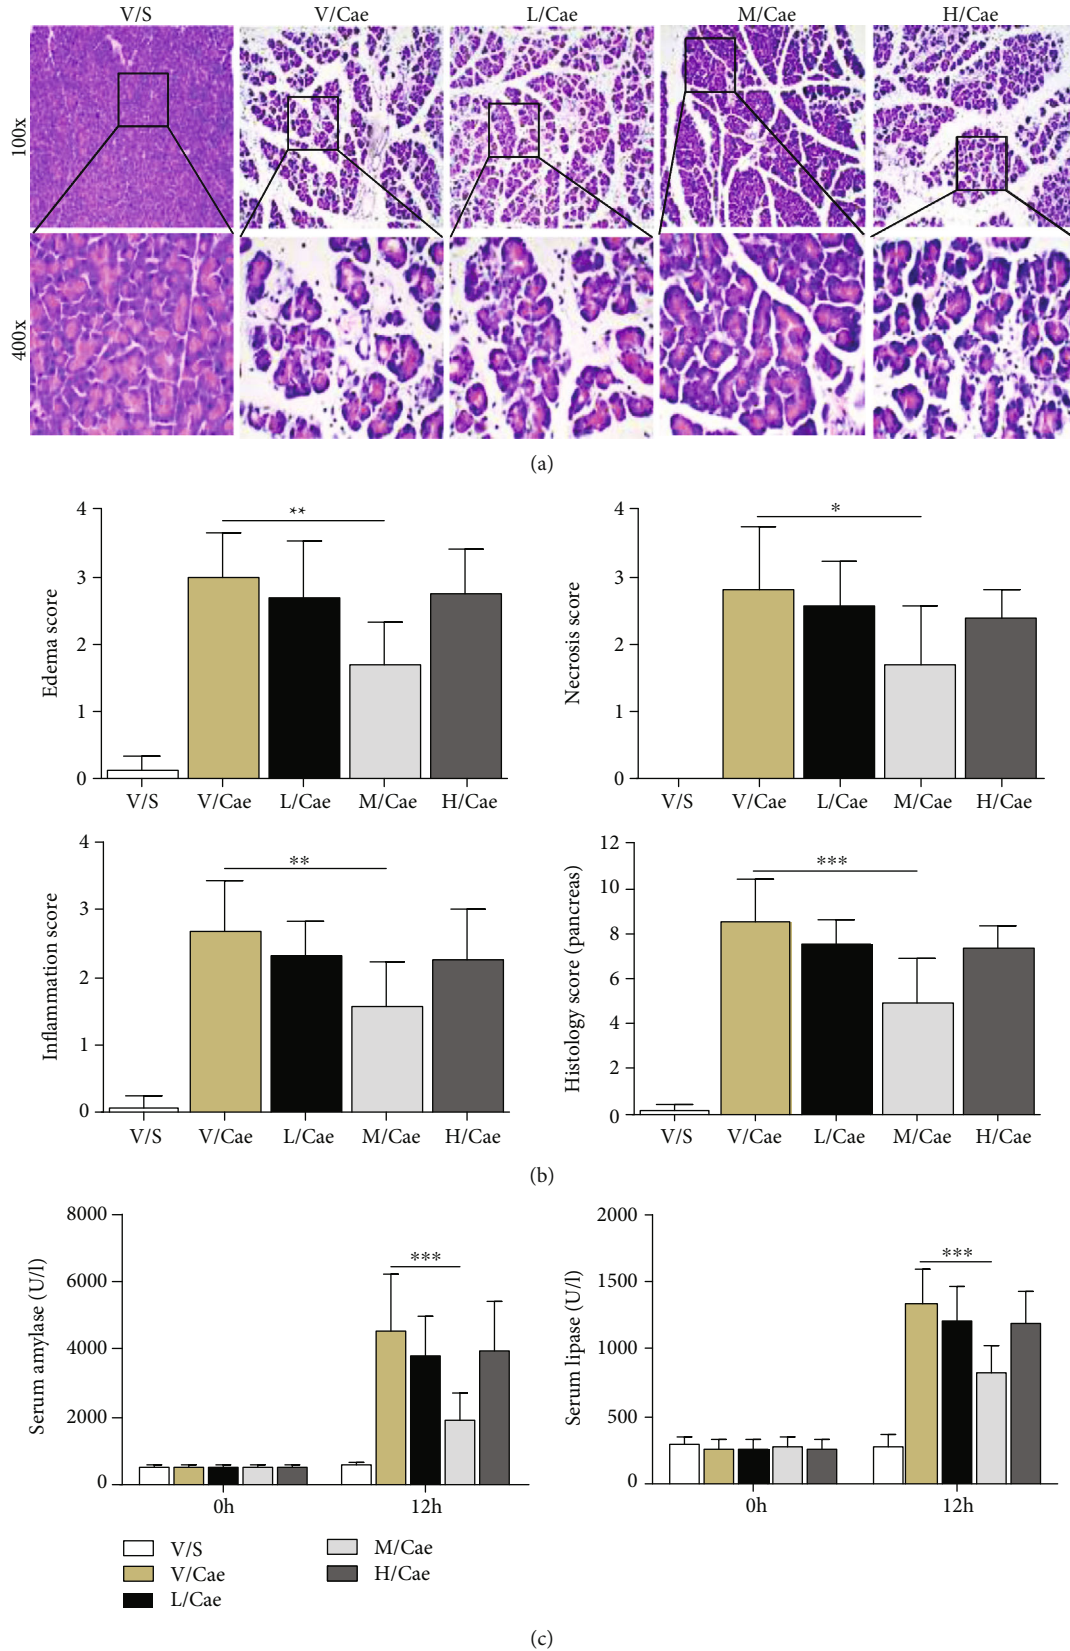 V/S V/Cae L/Cae M/Cae H/Cae
100x
400x
(a)
4
3
2
1
0
Edema score
**
V/S V/Cae L/Cae M/Cae H/Cae
4
3
2
1
0
Necrosis score
*
V/S V/Cae L/Cae M/Cae H/Cae
4
3
2
1
0
Inflammation score
**
V/S V/Cae L/Cae M/Cae H/Cae
12
10
8
6
4
2
0
Histology score (pancreas)
***
V/S V/Cae L/Cae M/Cae H/Cae
(b)
8000
6000
4000
2000
0
Serum amylase (U/l)
***
0h 12h
2000
1500
1000
500
0
Serum lipase (U/l)
***
0h 12h
V/S
V/Cae
L/Cae
M/Cae
H/Cae
(c)